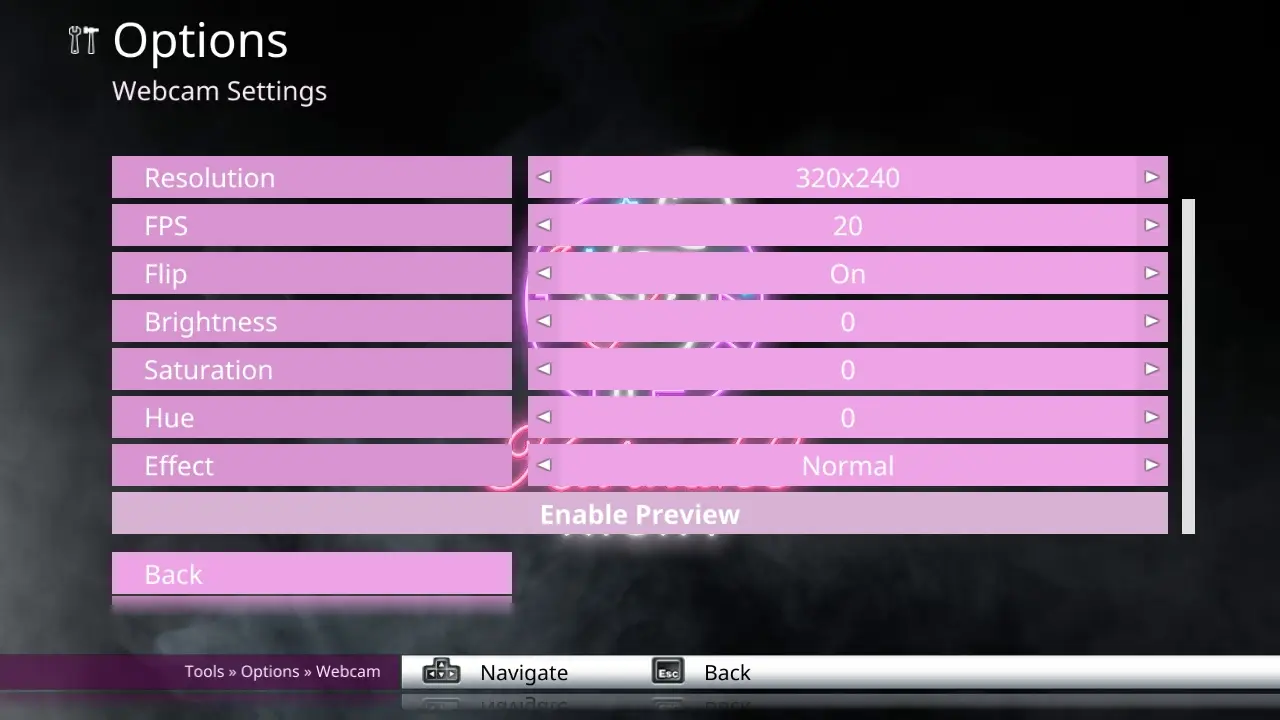 Options
Webcam Settings
Resolution 320x240
FPS 20
Flip On
Brightness 0
Saturation 0
Hue 0
Effect Normal
Enable Preview
Back
Tools » Options » Webcam Navigate Esc Back